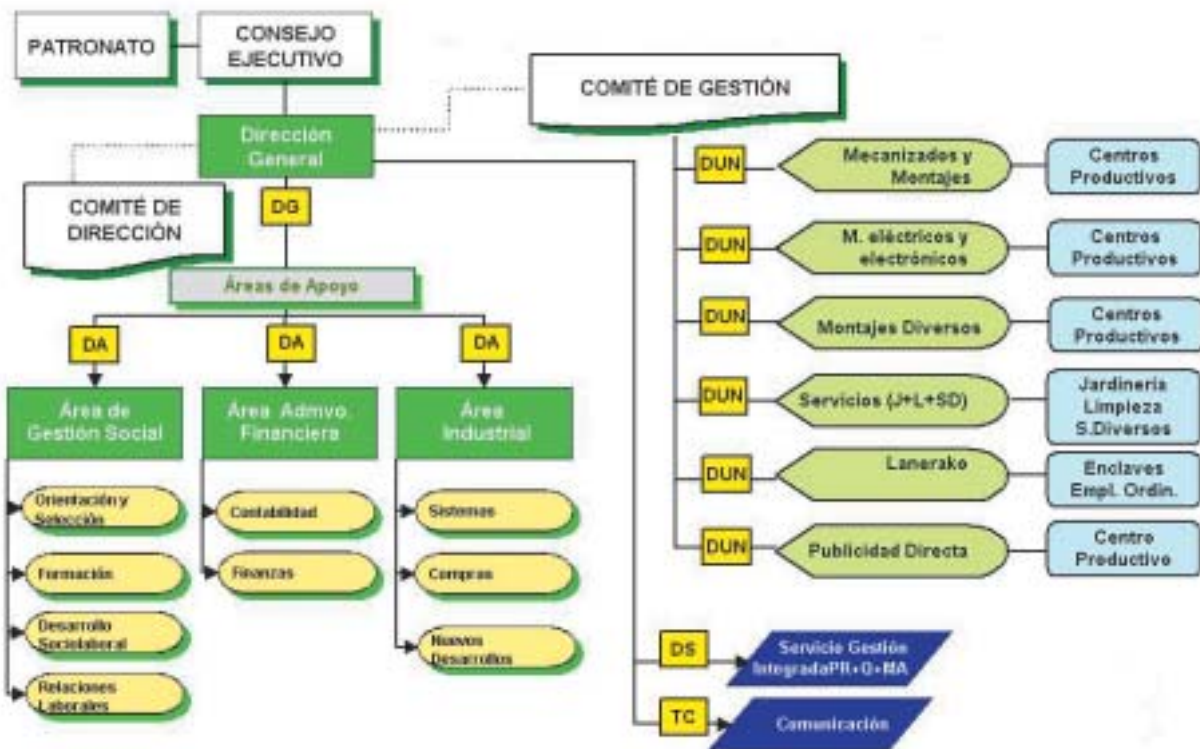 PATRONATO
CONSEJO
EJECUTIVO
COMITÉ DE GESTIÓN
Dirección
General
COMITÉ DE
DIRECCIÓN
DG
Áreas de Apoyo
DA
DA
DA
Área de
Gestión Social
Área Admvo.
Financiera
Área
Industrial
Orientación y
Selección
Formación
Desarrollo
Sociolaboral
Relaciones
Laborales
Contabilidad
Finanzas
Sistemas
Compras
Nuevos
Desarrollos
DUN
Mecanizados y
Montajes
Centros
Productivos
DUN
M. eléctricos y
electrónicos
Centros
Productivos
DUN
Montajes Diversos
Centros
Productivos
DUN
Servicios (J+L+SD)
Jardinería
Limpieza
S.Diversos
DUN
Lanerako
Enclaves
Empl. Ordin.
DUN
Publicidad Directa
Centro
Productivo
DS
Servicio Gestión
IntegradaPR+Q+MA
TC
Comunicación